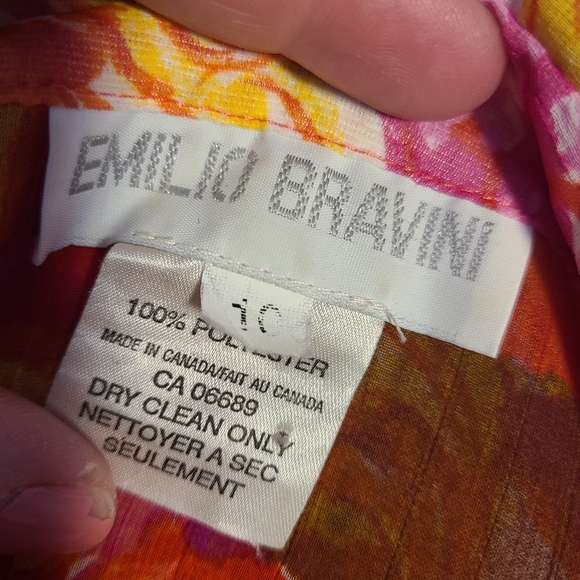 EMILIO BRAVINI
10
100% POLYESTER
MADE IN CANADA/FAIT AU CANADA
CA 06689
DRY CLEAN ONLY
NETTOYER A SEC
SEULEMENT